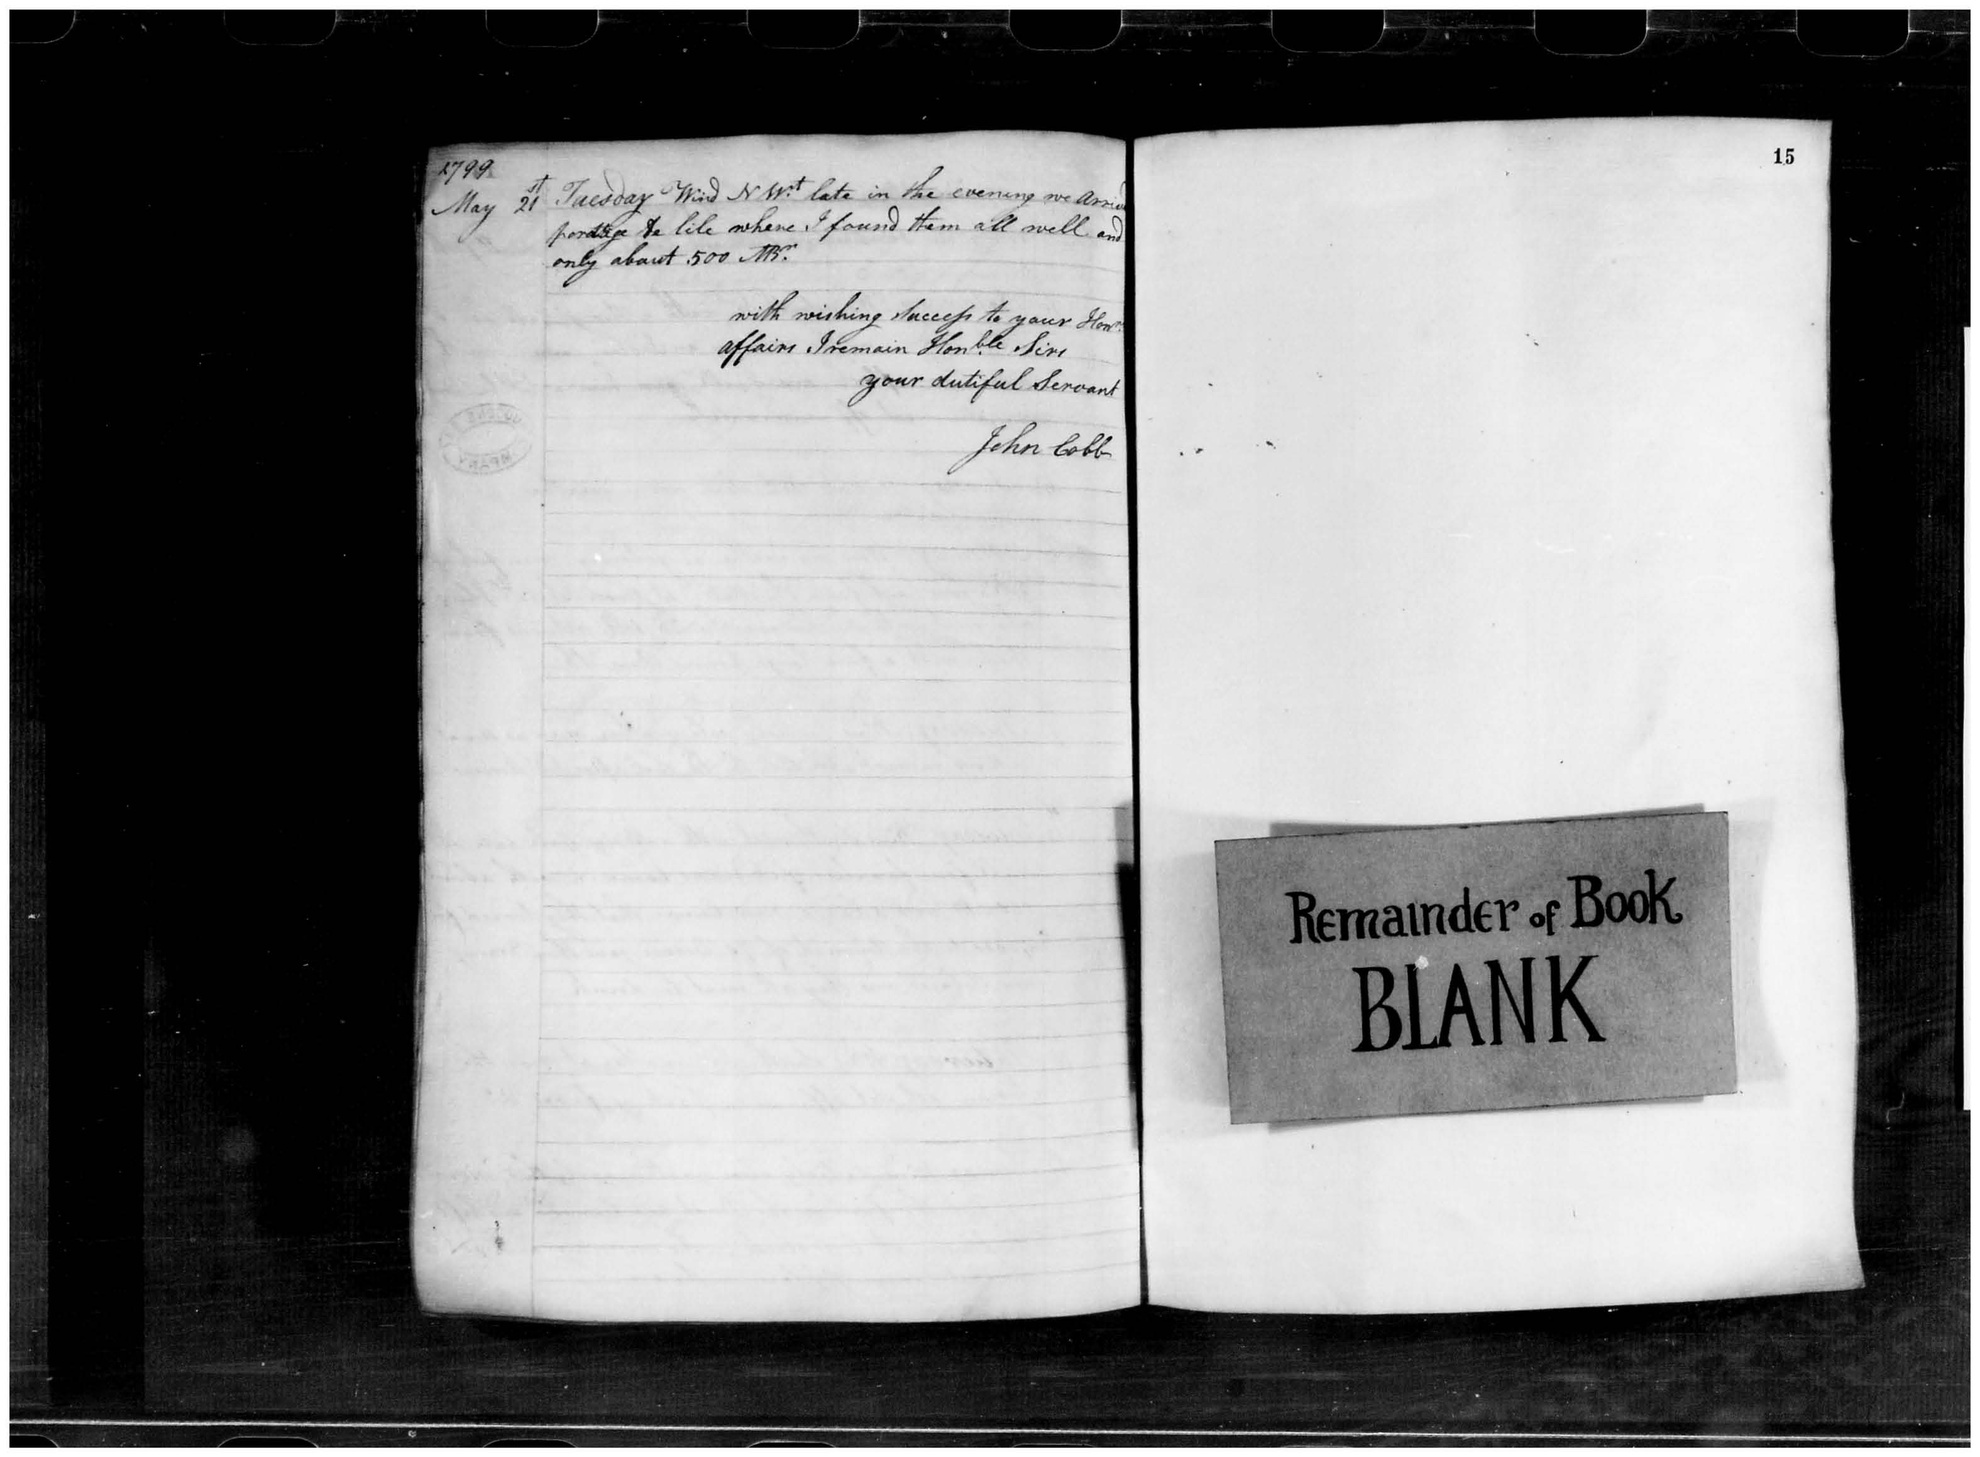 1799
May 21st Tuesday Wind N Wt. late in the evening we Arrived
portage de lile where I found them all well and
only about 500 MBr.
with wishing success to your Honrs
affairs I remain Honble. Sirs
your dutiful Servant
John Cobb
15
Remainder of Book
BLANK